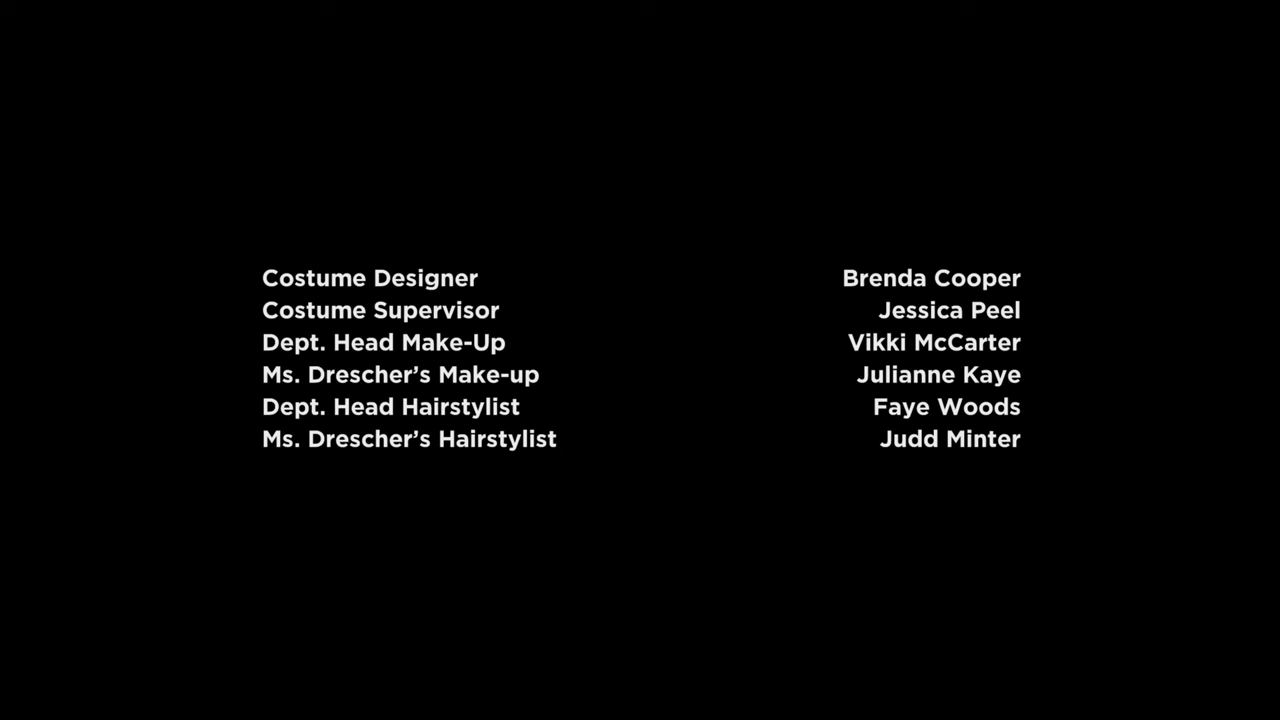 Costume Designer Brenda Cooper
Costume Supervisor Jessica Peel
Dept. Head Make-Up Vikki McCarter
Ms. Drescher’s Make-up Julianne Kaye
Dept. Head Hairstylist Faye Woods
Ms. Drescher’s Hairstylist Judd Minter